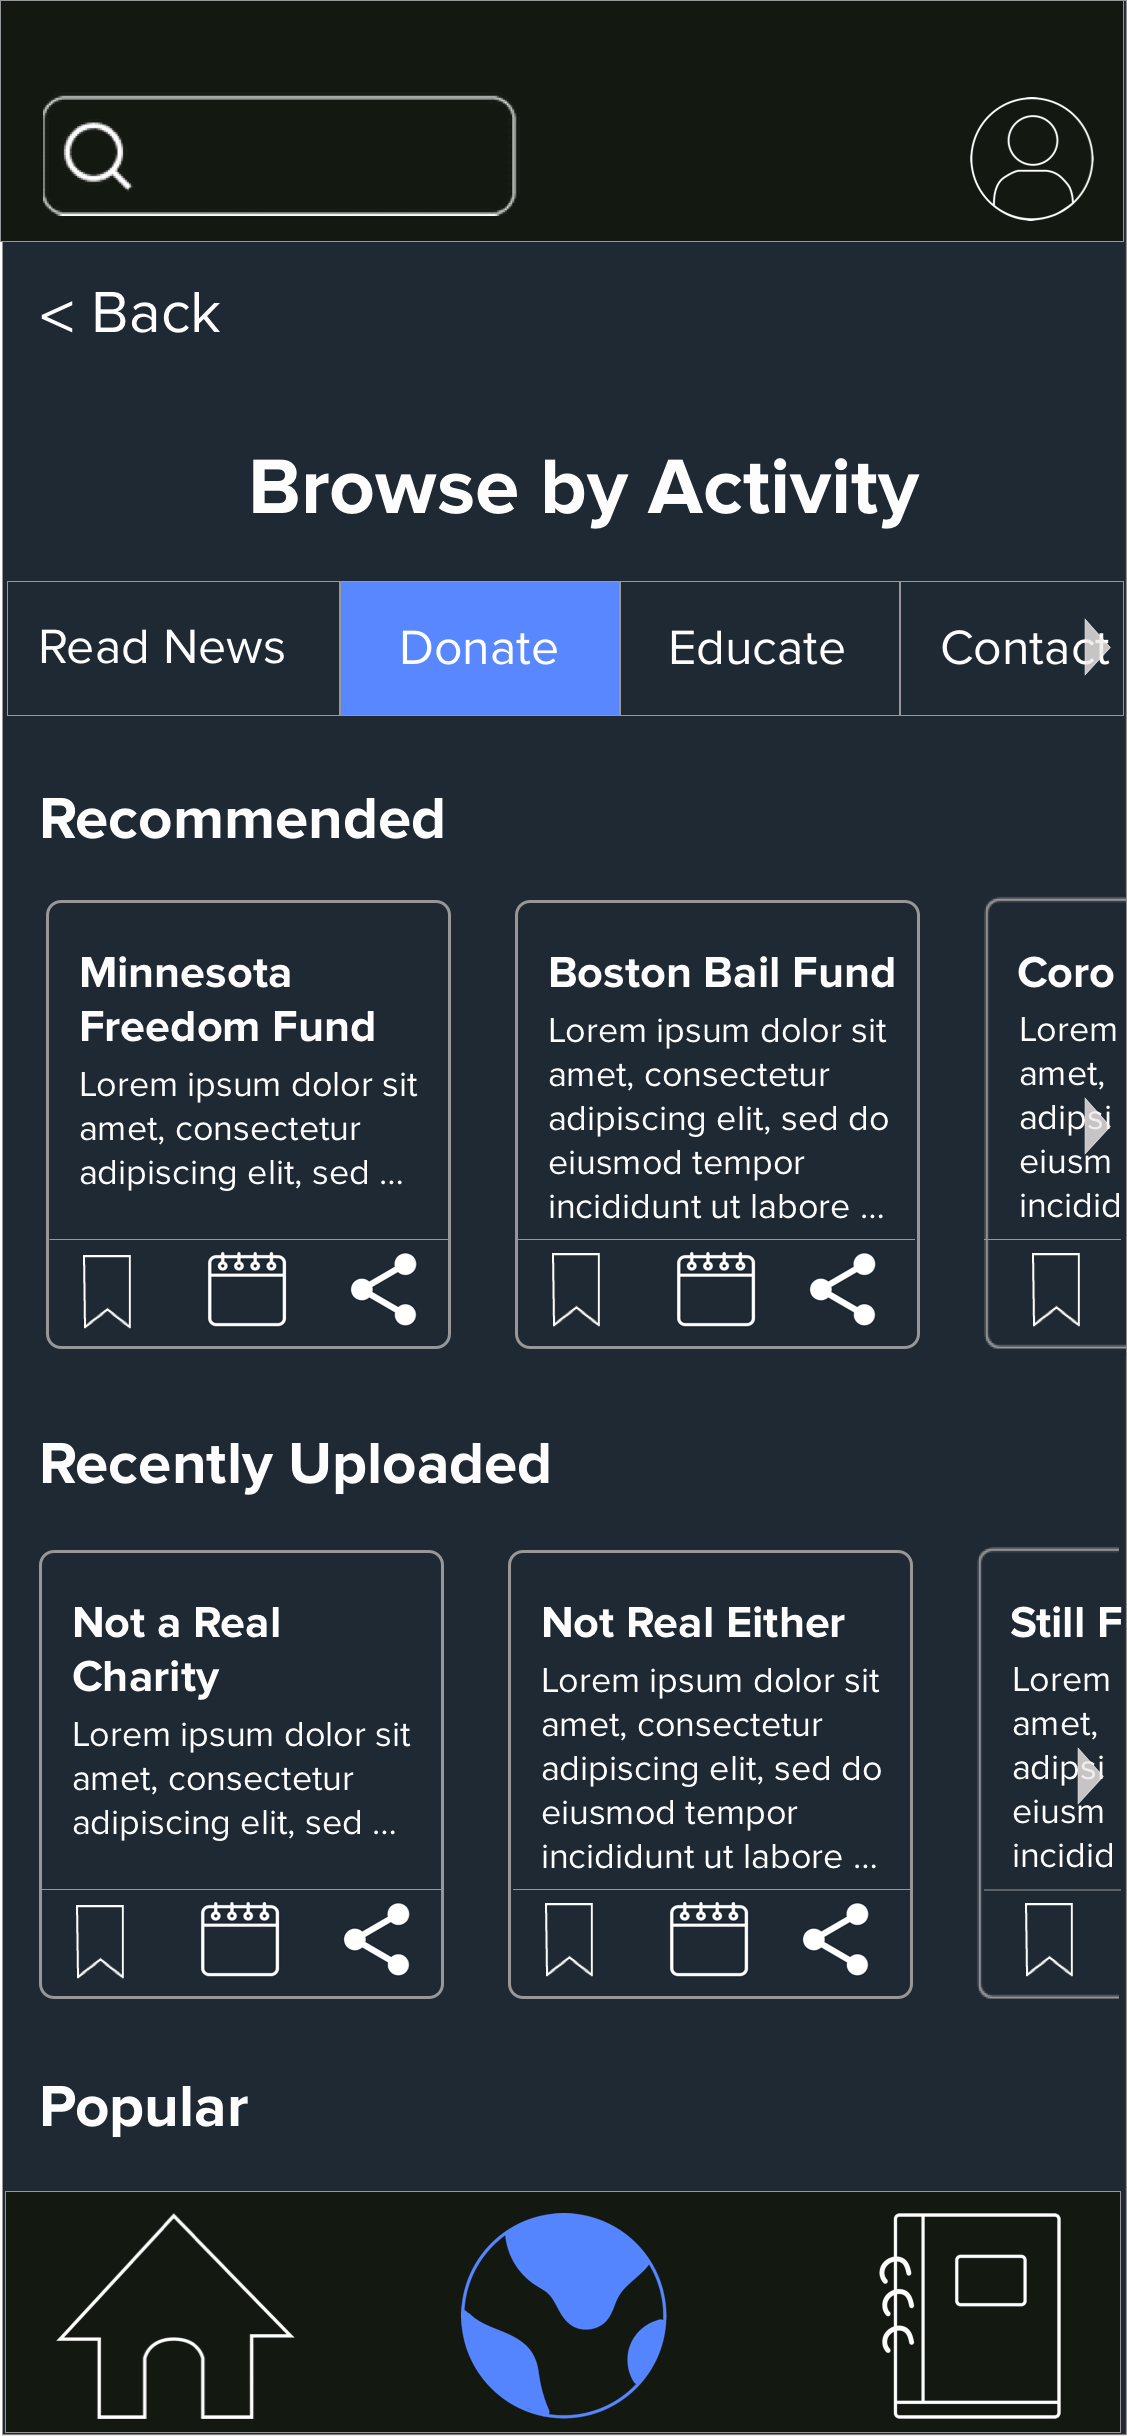 < Back
Browse by Activity
Read News
Donate
Educate
Contact
Recommended
Minnesota
Freedom Fund
Lorem ipsum dolor sit
amet, consectetur
adipiscing elit, sed ...
Boston Bail Fund
Lorem ipsum dolor sit
amet, consectetur
adipiscing elit, sed do
eiusmod tempor
incididunt ut labore ...
Coro
Lorem
amet,
adipsi
eiusm
incidid
Recently Uploaded
Not a Real
Charity
Lorem ipsum dolor sit
amet, consectetur
adipiscing elit, sed ...
Not Real Either
Lorem ipsum dolor sit
amet, consectetur
adipiscing elit, sed do
eiusmod tempor
incididunt ut labore ...
Still F
Lorem
amet,
adipsi
eiusm
incidid
Popular